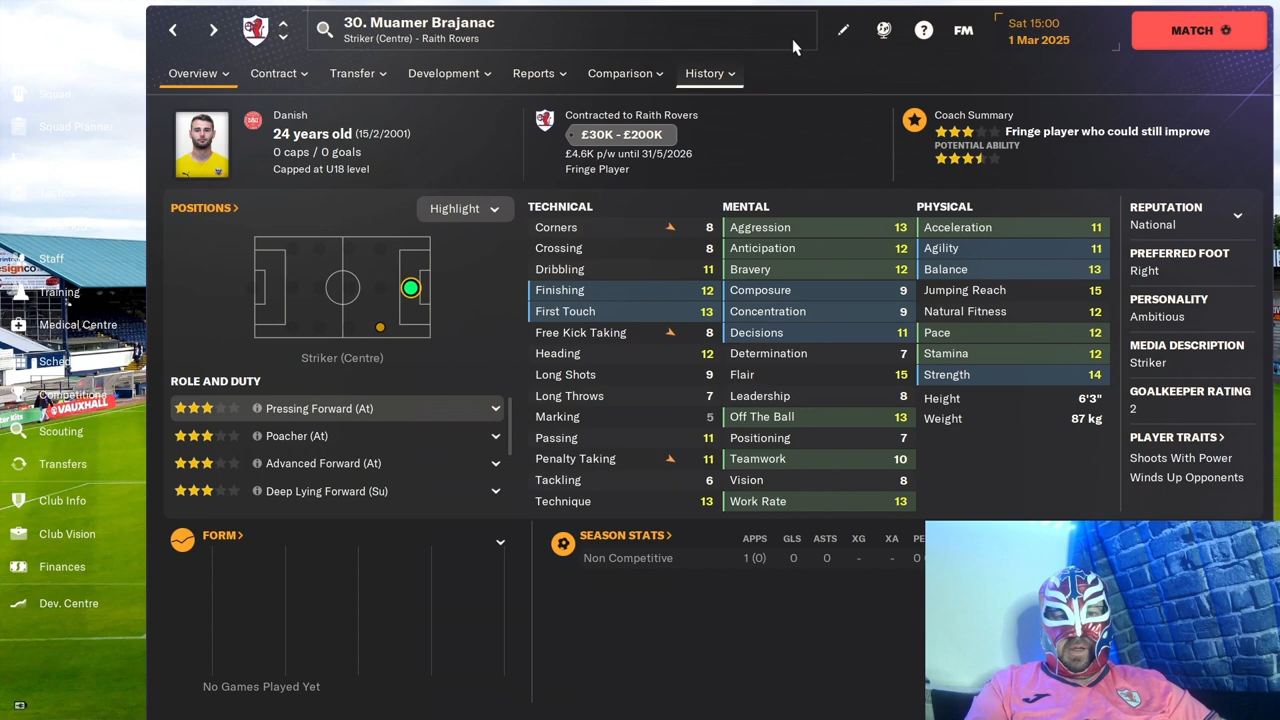 30. Muamer Brajanac
Striker (Centre) - Raith Rovers
?
FM
Sat 15:00
1 Mar 2025
MATCH
Overview
Contract
Transfer
Development
Reports
Comparison
History
Squad
Squad Planner
Staff
Training
Medical Centre
Sched
Competitions
Scouting
Transfers
Club Info
Club Vision
Finances
Dev. Centre
VAUXHALL
Danish
24 years old (15/2/2001)
0 caps / 0 goals
Capped at U18 level
Contracted to Raith Rovers
£30K - £200K
£4.6K p/w until 31/5/2026
Fringe Player
Coach Summary
Fringe player who could still improve
POTENTIAL ABILITY
POSITIONS >
Highlight
Striker (Centre)
ROLE AND DUTY
Pressing Forward (At)
Poacher (At)
Advanced Forward (At)
Deep Lying Forward (Su)
TECHNICAL
Corners 8
Crossing 8
Dribbling 11
Finishing 12
First Touch 13
Free Kick Taking 8
Heading 12
Long Shots 9
Long Throws 7
Marking 5
Passing 11
Penalty Taking 11
Tackling 6
Technique 13
MENTAL
Aggression 13
Anticipation 12
Bravery 12
Composure 9
Concentration 9
Decisions 11
Determination 7
Flair 15
Leadership 8
Off The Ball 13
Positioning 7
Teamwork 10
Vision 8
Work Rate 13
PHYSICAL
Acceleration 11
Agility 11
Balance 13
Jumping Reach 15
Natural Fitness 12
Pace 12
Stamina 12
Strength 14
Height 6'3"
Weight 87 kg
REPUTATION
National
PREFERRED FOOT
Right
PERSONALITY
Ambitious
MEDIA DESCRIPTION
Striker
GOALKEEPER RATING
2
PLAYER TRAITS >
Shoots With Power
Winds Up Opponents
FORM >
No Games Played Yet
SEASON STATS >
APPS GLS ASTS XG XA PE
Non Competitive 1 (0) 0 0 - - 0